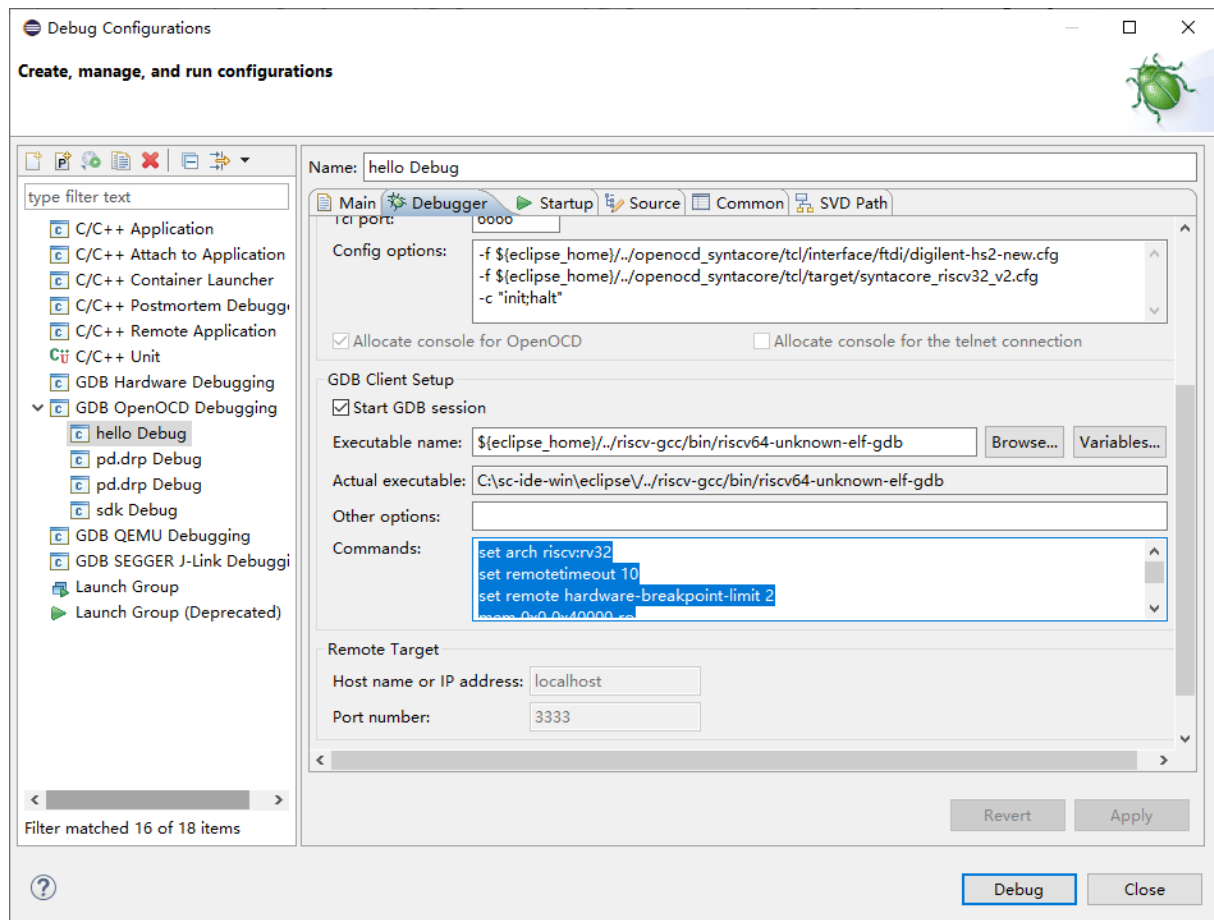 Debug Configurations
Create, manage, and run configurations
type filter text
C/C++ Application
C/C++ Attach to Application
C/C++ Container Launcher
C/C++ Postmortem Debugg
C/C++ Remote Application
C/C++ Unit
GDB Hardware Debugging
GDB OpenOCD Debugging
hello Debug
pd.drp Debug
pd.drp Debug
sdk Debug
GDB QEMU Debugging
GDB SEGGER J-Link Debuggi
Launch Group
Launch Group (Deprecated)
Filter matched 16 of 18 items
Name: hello Debug
Main Debugger Startup Source Common SVD Path
Tcl port: 6666
Config options: -f ${eclipse_home}/../openocd_syntacore/tcl/interface/ftdi/digilent-hs2-new.cfg
-f ${eclipse_home}/../openocd_syntacore/tcl/target/syntacore_riscv32_v2.cfg
-c "init;halt"
Allocate console for OpenOCD Allocate console for the telnet connection
GDB Client Setup
Start GDB session
Executable name: ${eclipse_home}/../riscv-gcc/bin/riscv64-unknown-elf-gdb Browse... Variables...
Actual executable: C:\sc-ide-win\eclipse\/../riscv-gcc/bin/riscv64-unknown-elf-gdb
Other options:
Commands: set arch riscv:rv32
set remotetimeout 10
set remote hardware-breakpoint-limit 2
mem 0x0 0x40000 ro
Remote Target
Host name or IP address: localhost
Port number: 3333
Revert Apply
Debug Close